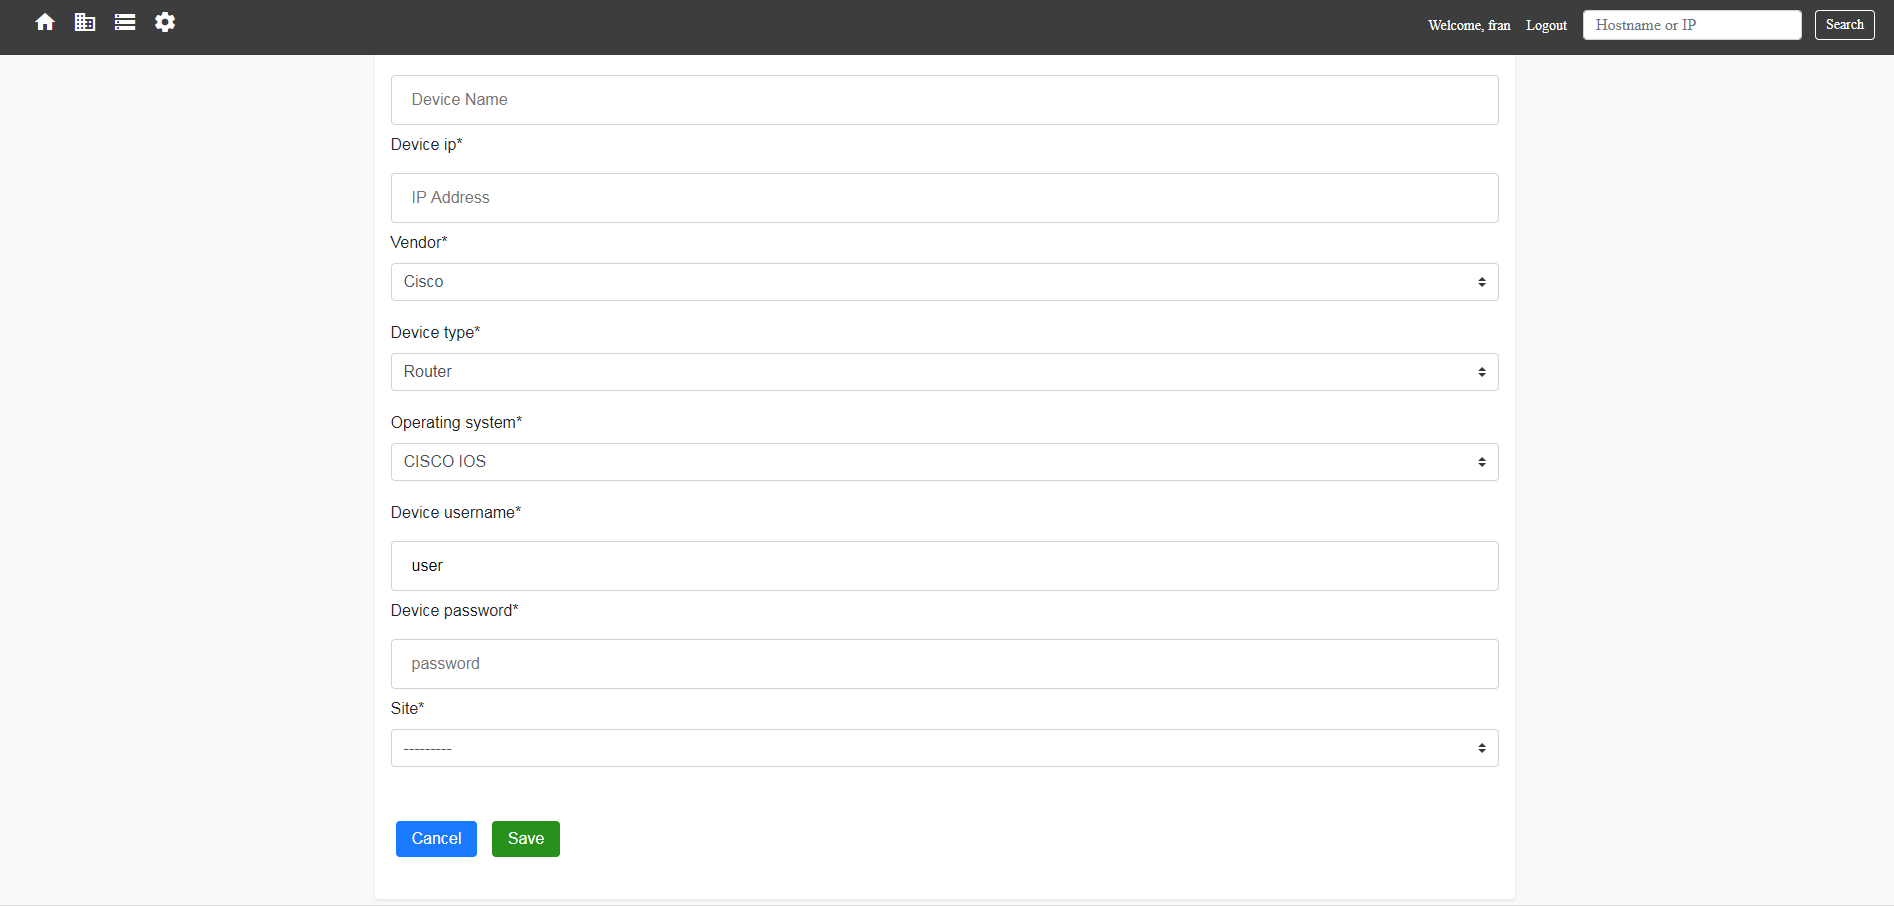 Welcome, fran Logout Hostname or IP Search
Device Name
Device ip*
IP Address
Vendor*
Cisco
Device type*
Router
Operating system*
CISCO IOS
Device username*
user
Device password*
password
Site*
---------
Cancel Save